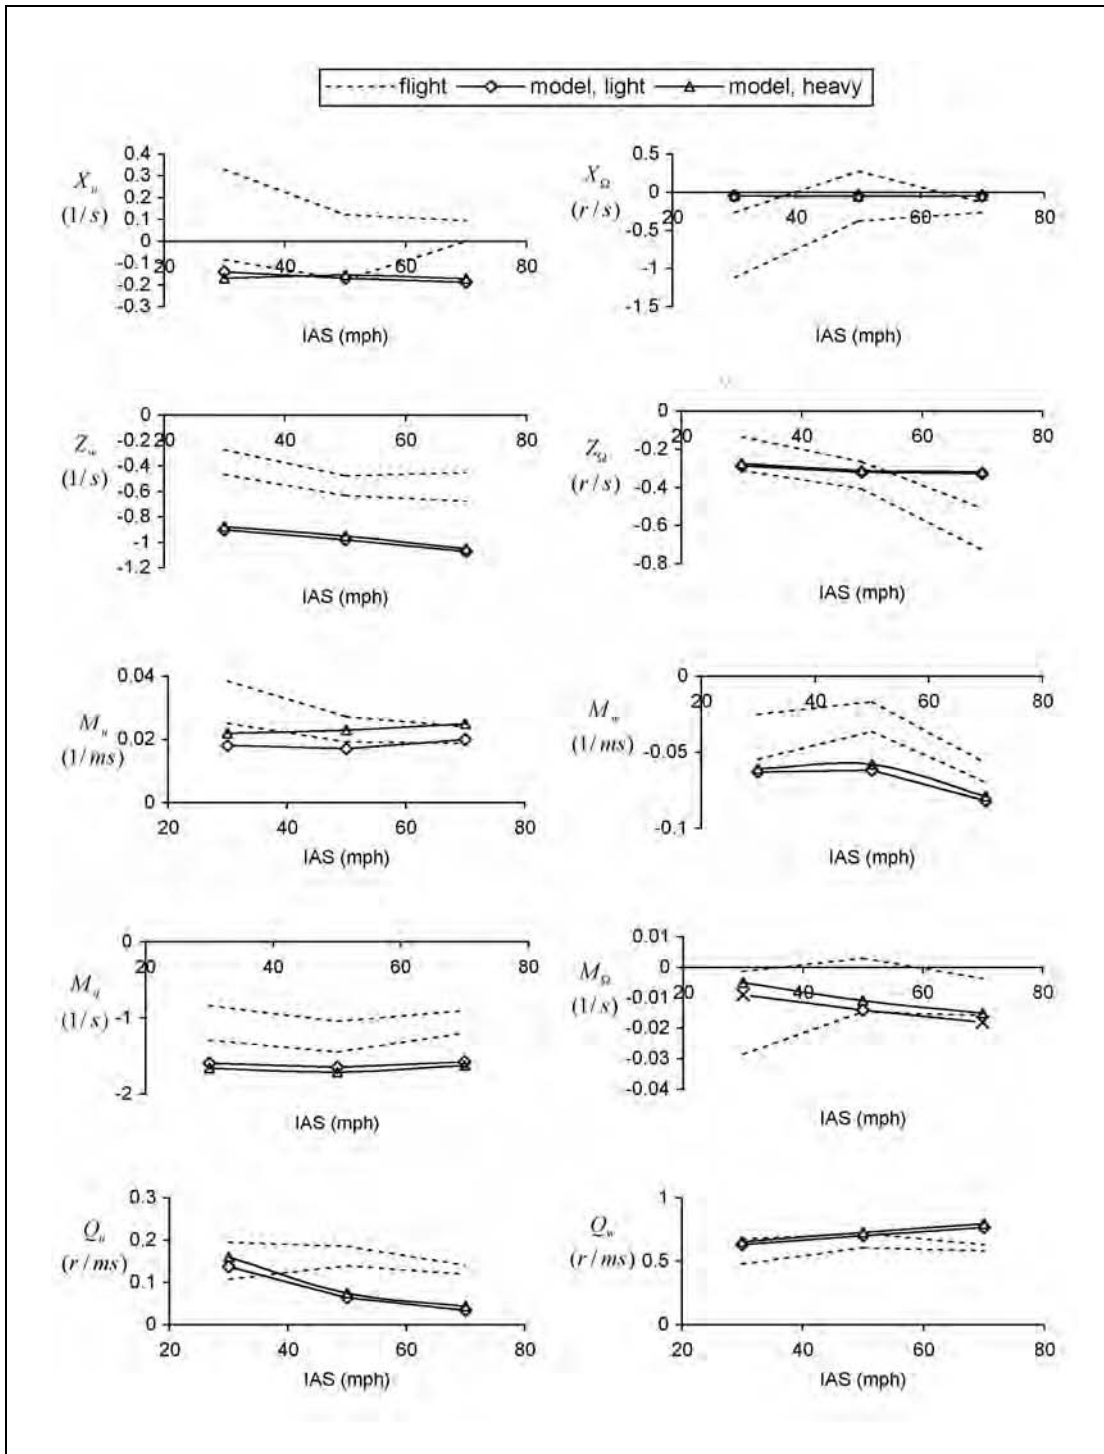 flight model, light model, heavy
0.4
0.3
0.2
0.1
0
-0.1
-0.2
-0.3
X_u
(1/s)
20 40 60 80
IAS (mph)
0.5
0
-0.5
-1
-1.5
X_Ω
(r/s)
20 40 60 80
IAS (mph)
0
-0.2
-0.4
-0.6
-0.8
-1
-1.2
Z_w
(1/s)
20 40 60 80
IAS (mph)
0
-0.2
-0.4
-0.6
-0.8
Z_Ω
(r/s)
20 40 60 80
IAS (mph)
0.04
0.02
0
M_u
(1/ms)
20 40 60 80
IAS (mph)
0
-0.05
-0.1
M_w
(1/ms)
20 40 60 80
IAS (mph)
0
-1
-2
M_q
(1/s)
20 40 60 80
IAS (mph)
0.01
0
-0.01
-0.02
-0.03
-0.04
M_Ω
(1/s)
20 40 60 80
IAS (mph)
0.3
0.2
0.1
0
Q_u
(r/ms)
20 40 60 80
IAS (mph)
1
0.5
0
Q_w
(r/ms)
20 40 60 80
IAS (mph)